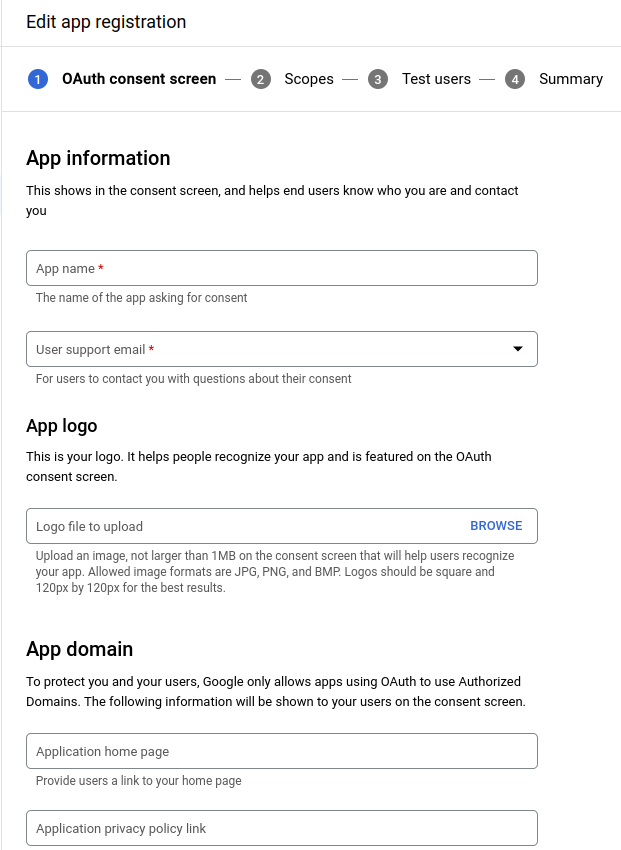 Edit app registration
1 OAuth consent screen — 2 Scopes — 3 Test users — 4 Summary
App information
This shows in the consent screen, and helps end users know who you are and contact
you
App name *
The name of the app asking for consent
User support email *
For users to contact you with questions about their consent
App logo
This is your logo. It helps people recognize your app and is featured on the OAuth
consent screen.
Logo file to upload BROWSE
Upload an image, not larger than 1MB on the consent screen that will help users recognize
your app. Allowed image formats are JPG, PNG, and BMP. Logos should be square and
120px by 120px for the best results.
App domain
To protect you and your users, Google only allows apps using OAuth to use Authorized
Domains. The following information will be shown to your users on the consent screen.
Application home page
Provide users a link to your home page
Application privacy policy link